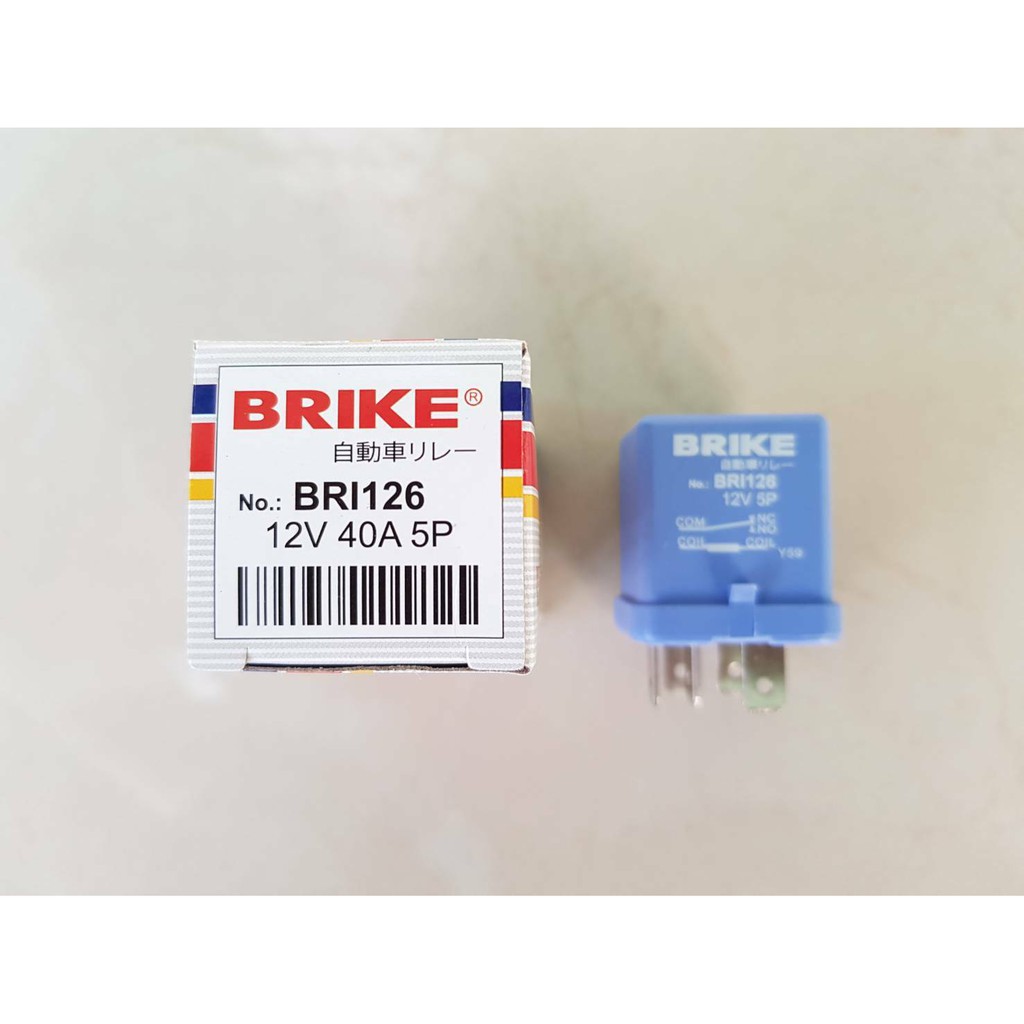 BRIKE®
自動車リレー
No.: BRI126
12V 40A 5P
BRIKE
自動車リレー
No.: BRI126
12V 5P
COM NC
NO
COIL COIL
Y59